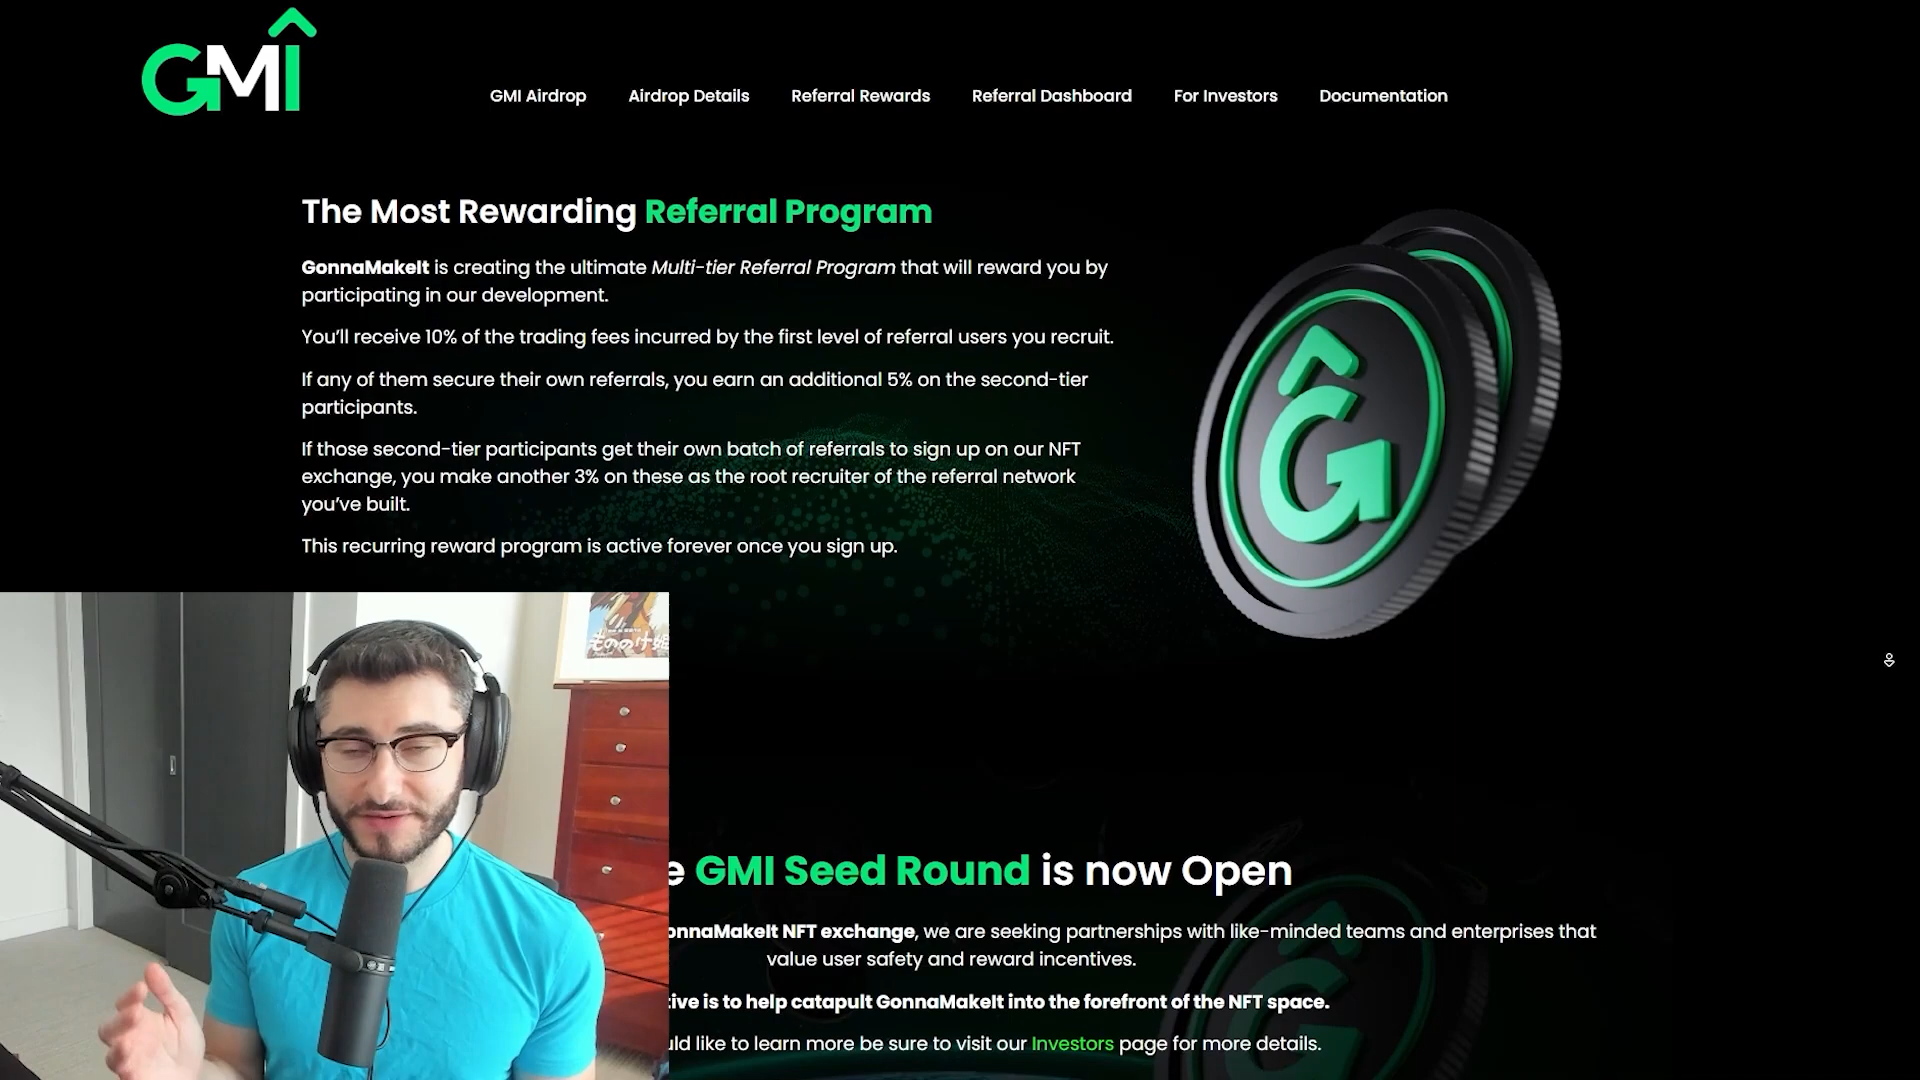 GMI
GMI Airdrop Airdrop Details Referral Rewards Referral Dashboard For Investors Documentation
The Most Rewarding Referral Program
GonnaMakeIt is creating the ultimate Multi-tier Referral Program that will reward you by
participating in our development.
You’ll receive 10% of the trading fees incurred by the first level of referral users you recruit.
If any of them secure their own referrals, you earn an additional 5% on the second-tier
participants.
If those second-tier participants get their own batch of referrals to sign up on our NFT
exchange, you make another 3% on these as the root recruiter of the referral network
you’ve built.
This recurring reward program is active forever once you sign up.
もののけ姫
e GMI Seed Round is now Open
onnaMakeIt NFT exchange, we are seeking partnerships with like-minded teams and enterprises that
value user safety and reward incentives.
tive is to help catapult GonnaMakeIt into the forefront of the NFT space.
ld like to learn more be sure to visit our Investors page for more details.